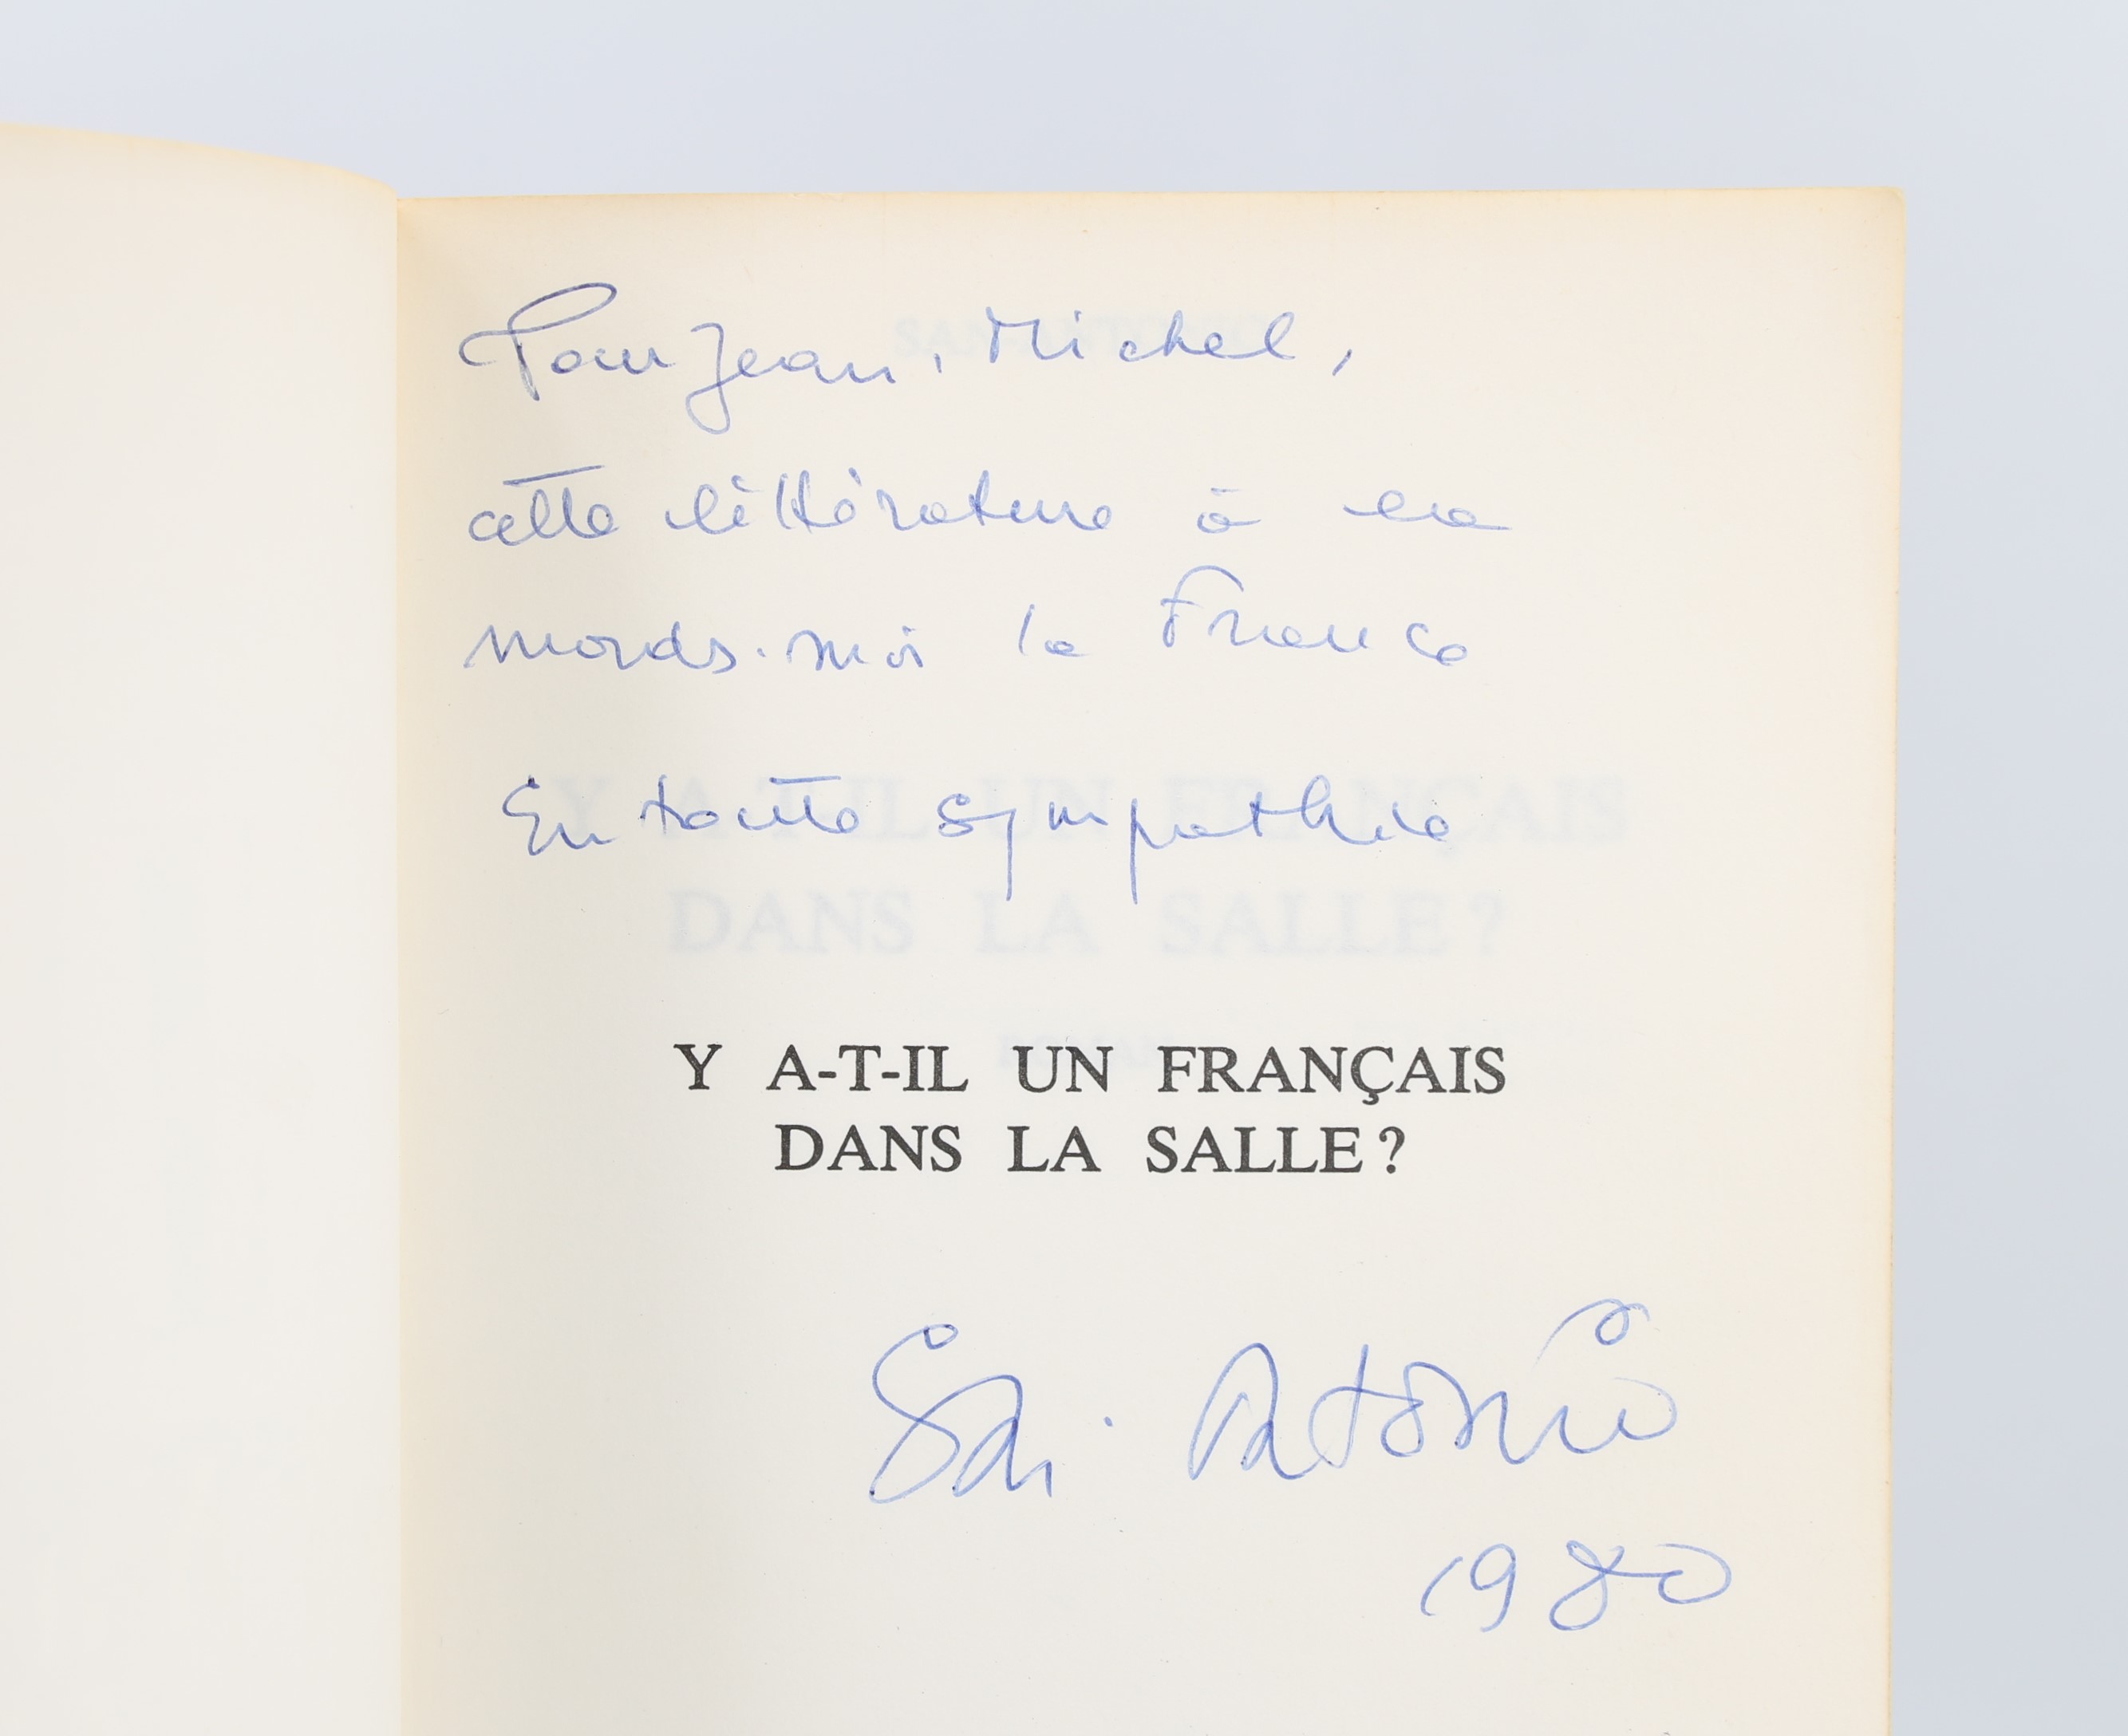 Pour Jean-Michel,
cette littérature à la
mords-moi la France
En toute sympathie
Y A-T-IL UN FRANÇAIS
DANS LA SALLE ?
San-Antonio
1980